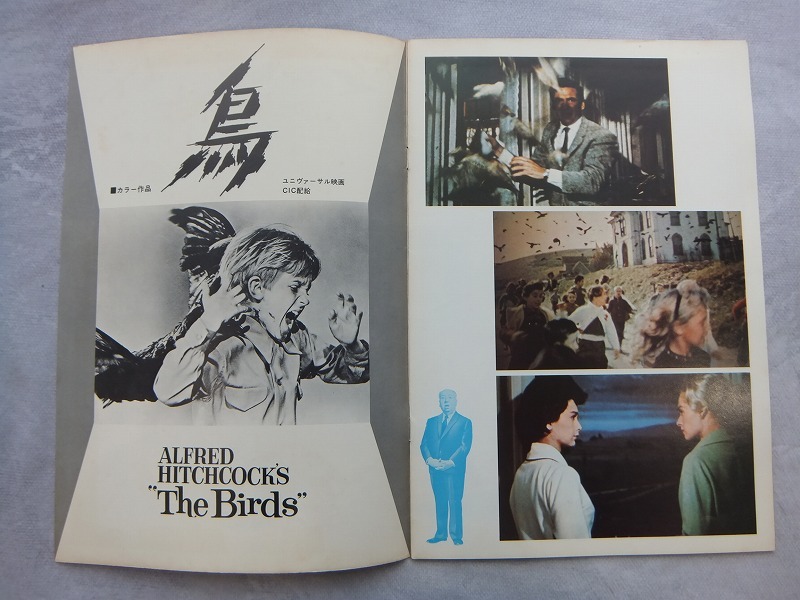 鳥
■カラー作品
ユニヴァーサル映画
CIC配給
ALFRED
HITCHCOCK'S
"The Birds"